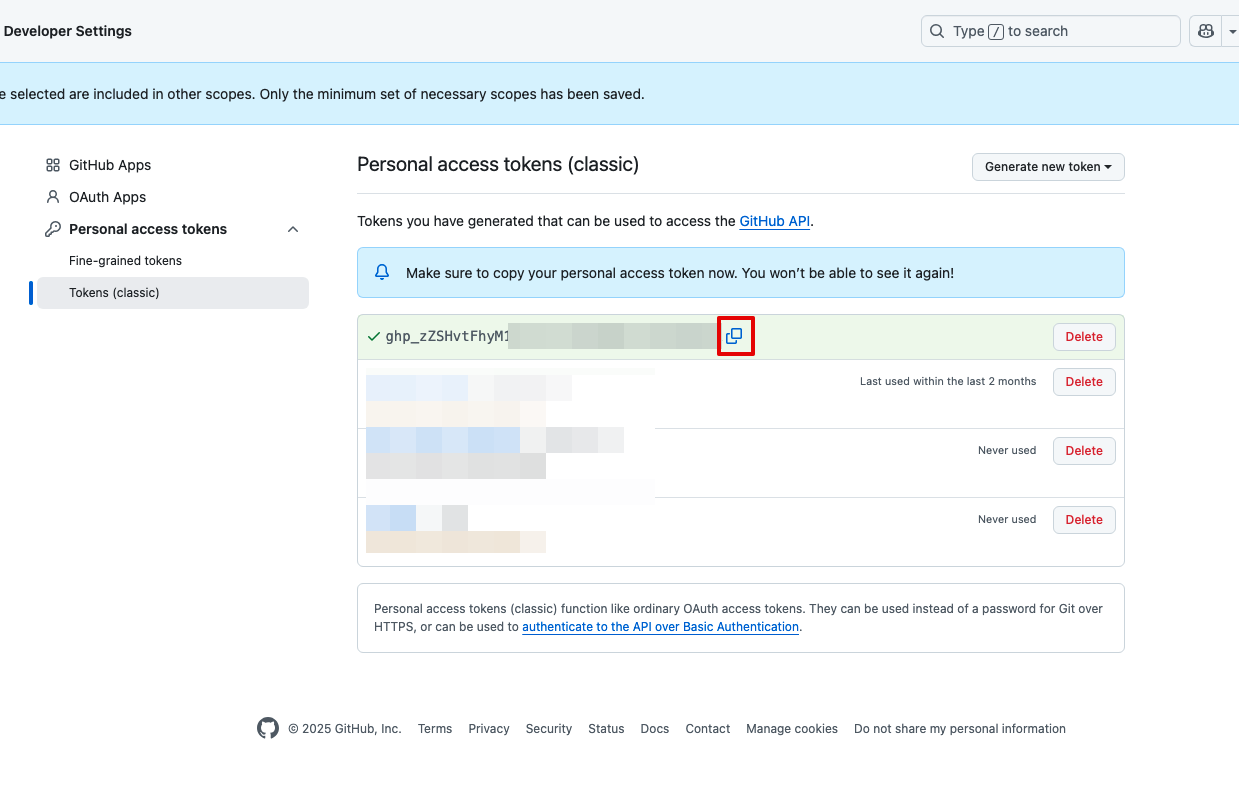 Developer Settings
Type / to search
e selected are included in other scopes. Only the minimum set of necessary scopes has been saved.
GitHub Apps
OAuth Apps
Personal access tokens
Fine-grained tokens
Tokens (classic)
Personal access tokens (classic)
Generate new token
Tokens you have generated that can be used to access the GitHub API.
Make sure to copy your personal access token now. You won’t be able to see it again!
ghp_zZSHvtFhyM1
Delete
Last used within the last 2 months
Delete
Never used
Delete
Never used
Delete
Personal access tokens (classic) function like ordinary OAuth access tokens. They can be used instead of a password for Git over
HTTPS, or can be used to authenticate to the API over Basic Authentication.
© 2025 GitHub, Inc. Terms Privacy Security Status Docs Contact Manage cookies Do not share my personal information